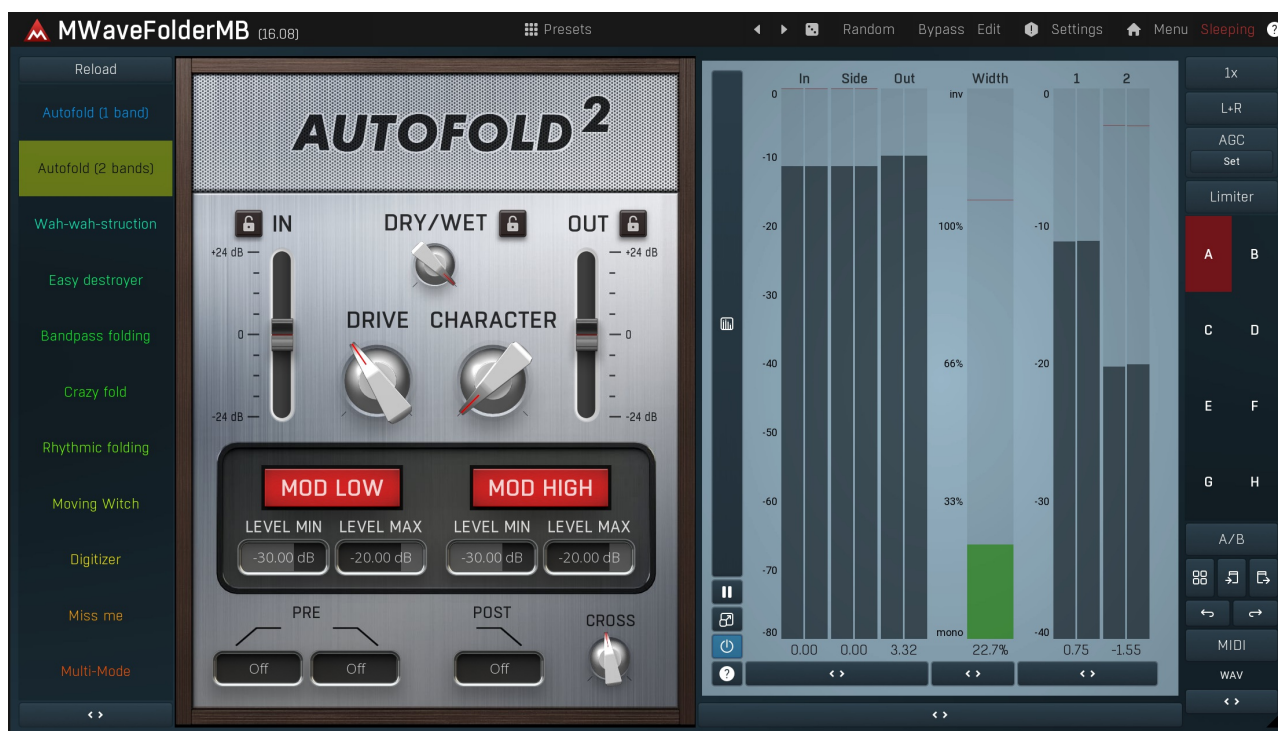 MWaveFolderMB (16.08) Presets Random Bypass Edit Settings Menu Sleeping ?
Reload
Autofold (1 band)
Autofold (2 bands)
Wah-wah-struction
Easy destroyer
Bandpass folding
Crazy fold
Rhythmic folding
Moving Witch
Digitizer
Miss me
Multi-Mode
AUTOFOLD²
IN DRY/WET OUT
+24 dB +24 dB
DRIVE CHARACTER
0 0
-24 dB -24 dB
MOD LOW MOD HIGH
LEVEL MIN LEVEL MAX LEVEL MIN LEVEL MAX
-30.00 dB -20.00 dB -30.00 dB -20.00 dB
PRE POST CROSS
Off Off Off
In Side Out Width 1 2
0 inv 0
-10
-20 100% -10
-30
-40 66% -20
-50
-60 33% -30
-70
-80 mono -40
0.00 0.00 3.32 22.7% 0.75 -1.55
?
1x
L+R
AGC
Set
Limiter
A B
C D
E F
G H
A/B
MIDI
WAV